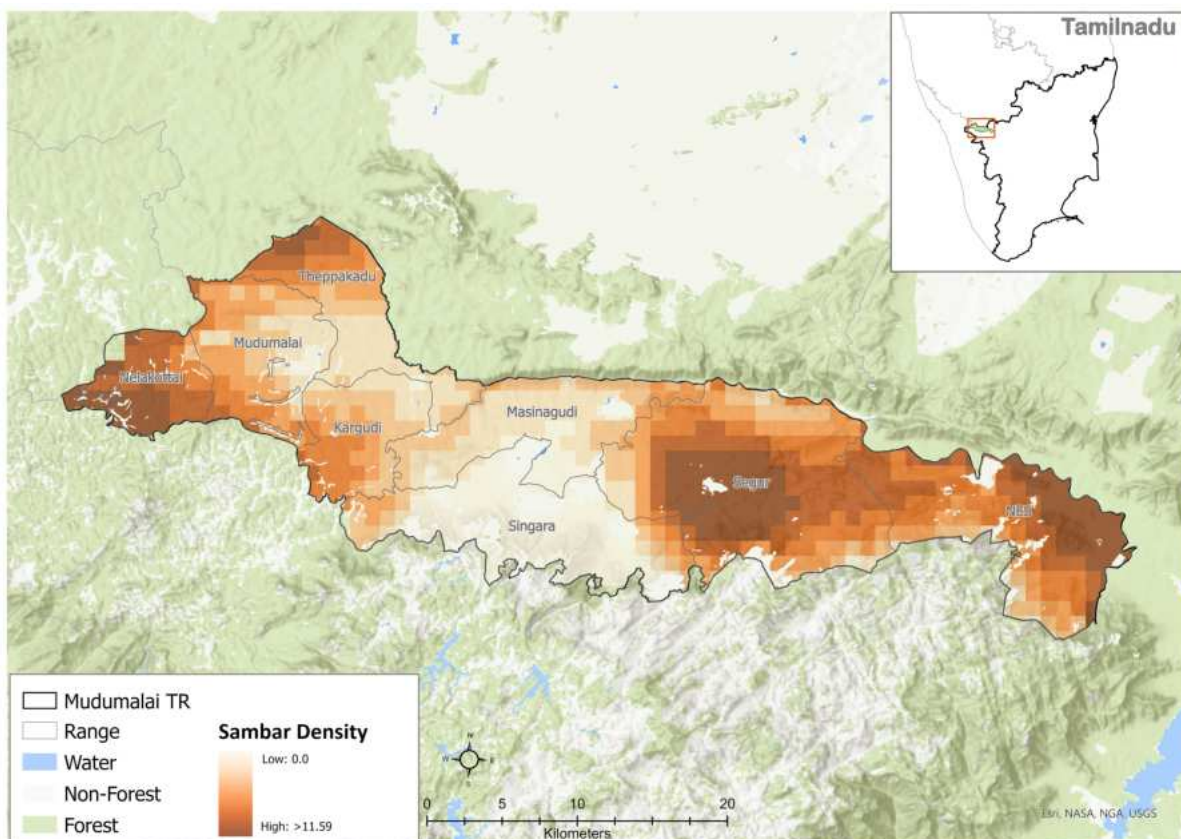 Tamilnadu
Theppakadu
Mudumalai
Nelakottai
Kargudi
Masinagudi
Segur
NES
Singara
Mudumalai TR
Range
Water
Non-Forest
Forest
Sambar Density
Low: 0.0
High: >11.59
N
W E
S
0 5 10 20
Kilometers
Esri, NASA, NGA, USGS